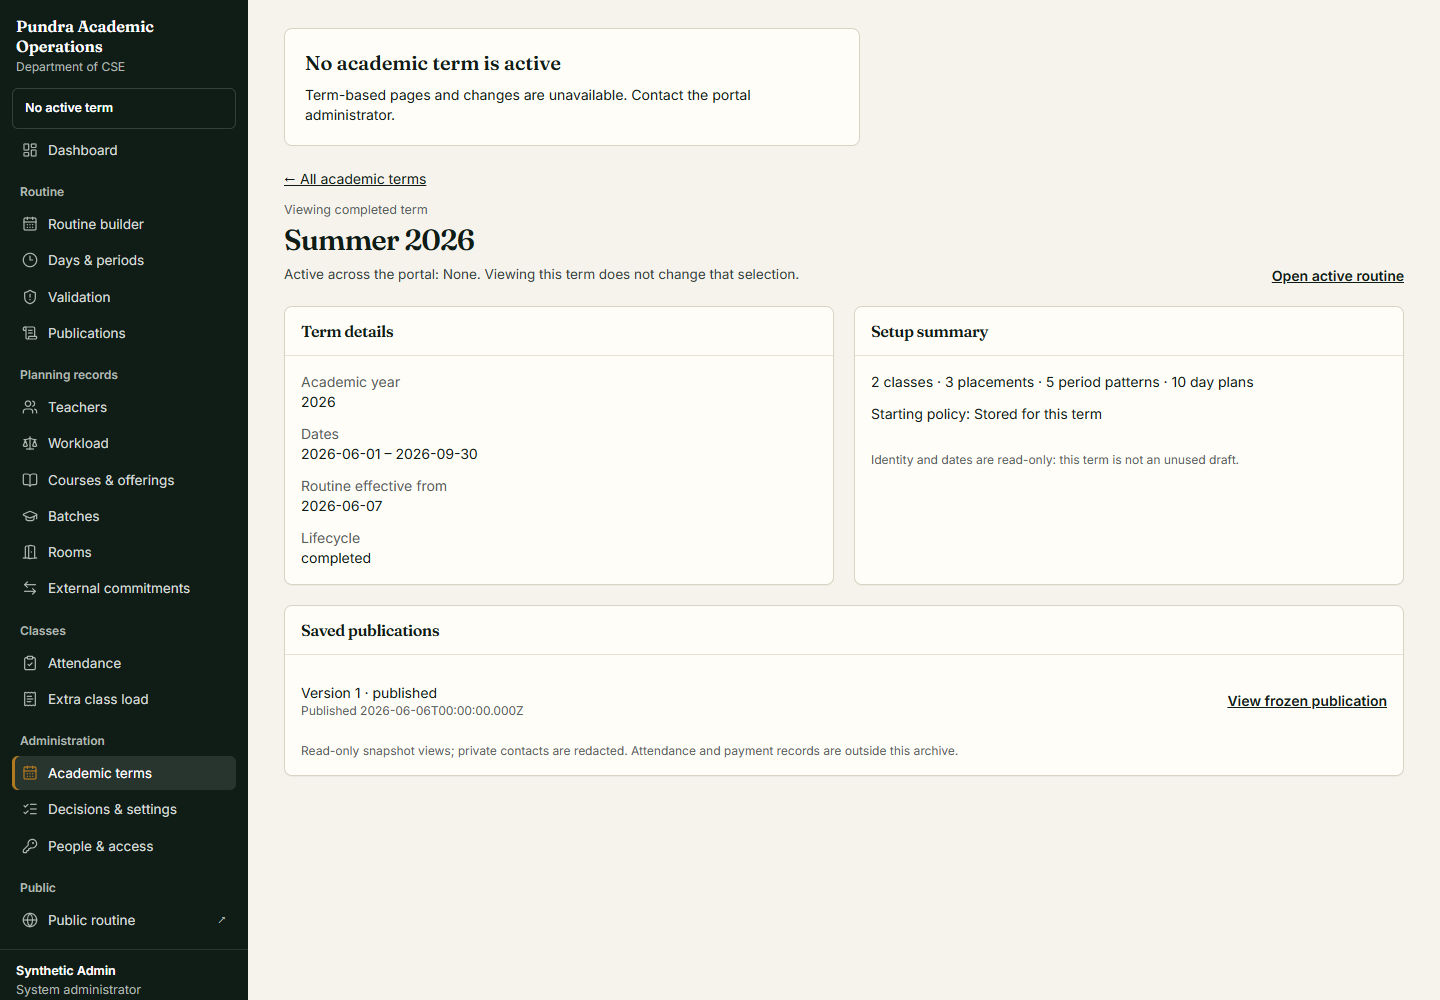 Pundra Academic
Operations
Department of CSE
No active term
Dashboard
Routine
Routine builder
Days & periods
Validation
Publications
Planning records
Teachers
Workload
Courses & offerings
Batches
Rooms
External commitments
Classes
Attendance
Extra class load
Administration
Academic terms
Decisions & settings
People & access
Public
Public routine ↗
Synthetic Admin
System administrator
No academic term is active
Term-based pages and changes are unavailable. Contact the portal
administrator.
← All academic terms
Viewing completed term
Summer 2026
Active across the portal: None. Viewing this term does not change that selection.
Open active routine
Term details
Academic year
2026
Dates
2026-06-01 – 2026-09-30
Routine effective from
2026-06-07
Lifecycle
completed
Setup summary
2 classes · 3 placements · 5 period patterns · 10 day plans
Starting policy: Stored for this term
Identity and dates are read-only: this term is not an unused draft.
Saved publications
Version 1 · published
Published 2026-06-06T00:00:00.000Z
View frozen publication
Read-only snapshot views; private contacts are redacted. Attendance and payment records are outside this archive.